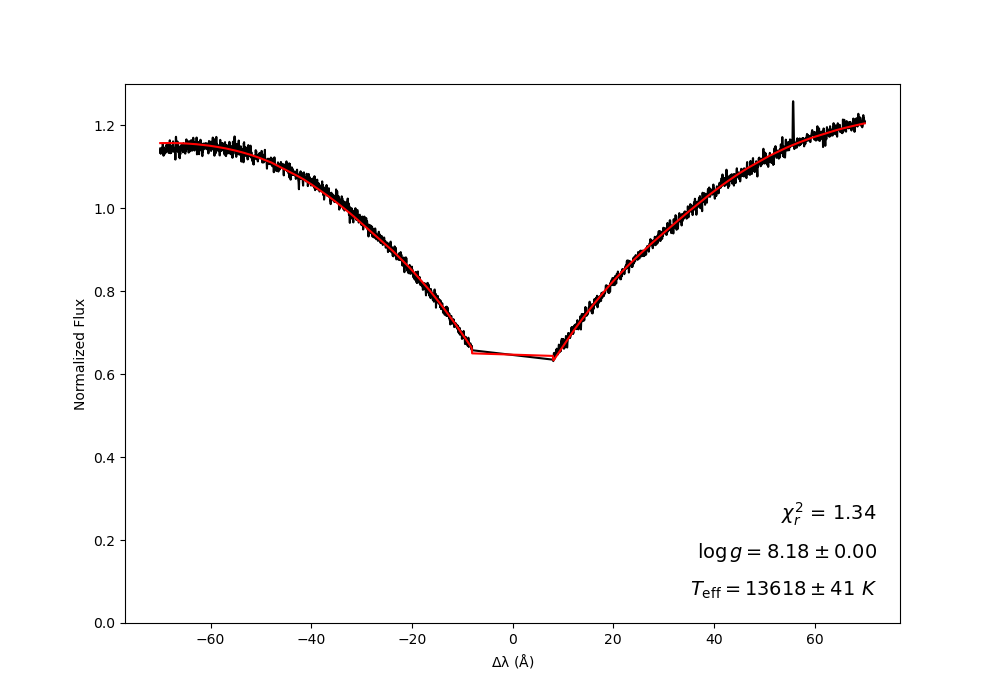 1.2
1.0
0.8
0.6
0.4
0.2
0.0
Normalized Flux
χ²ᵣ = 1.34
log g = 8.18 ± 0.00
T_eff = 13618 ± 41 K
−60 −40 −20 0 20 40 60
Δλ (Å)